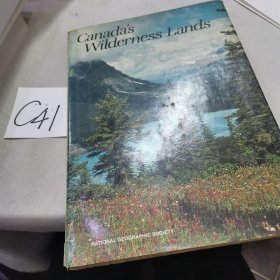 Canada's
Wilderness Lands
C41
NATIONAL GEOGRAPHIC SOCIETY